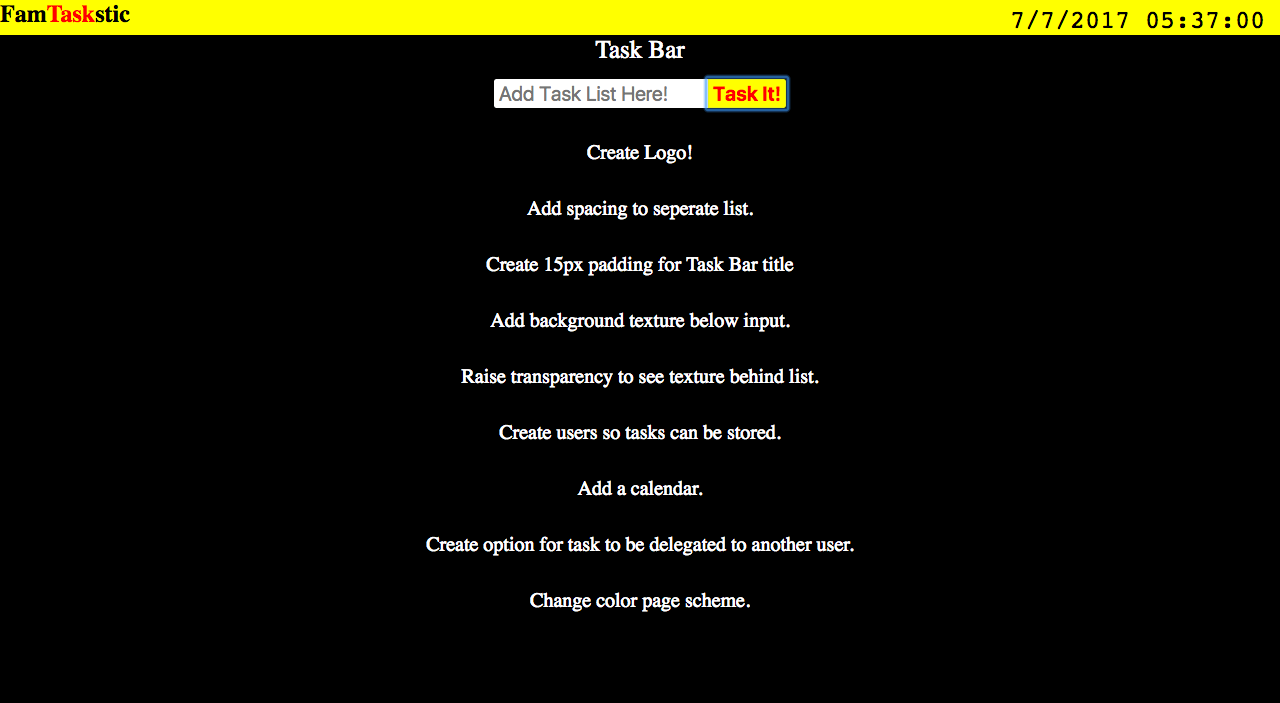 FamTaskstic
7/7/2017 05:37:00
Task Bar
Add Task List Here! Task It!
Create Logo!
Add spacing to seperate list.
Create 15px padding for Task Bar title
Add background texture below input.
Raise transparency to see texture behind list.
Create users so tasks can be stored.
Add a calendar.
Create option for task to be delegated to another user.
Change color page scheme.